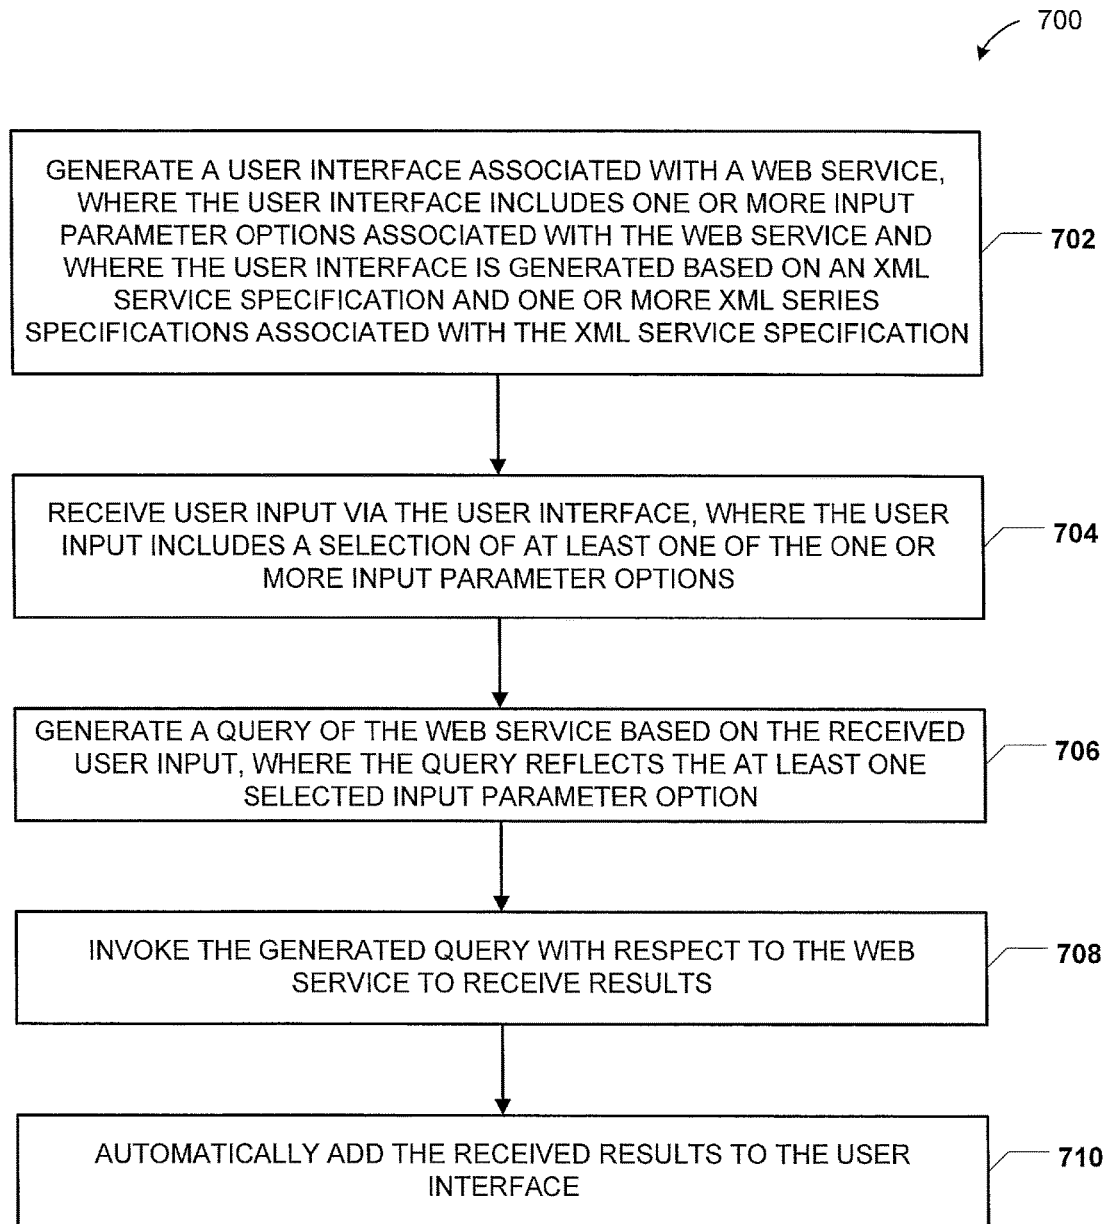 700
GENERATE A USER INTERFACE ASSOCIATED WITH A WEB SERVICE,
WHERE THE USER INTERFACE INCLUDES ONE OR MORE INPUT
PARAMETER OPTIONS ASSOCIATED WITH THE WEB SERVICE AND
WHERE THE USER INTERFACE IS GENERATED BASED ON AN XML
SERVICE SPECIFICATION AND ONE OR MORE XML SERIES
SPECIFICATIONS ASSOCIATED WITH THE XML SERVICE SPECIFICATION
702
RECEIVE USER INPUT VIA THE USER INTERFACE, WHERE THE USER
INPUT INCLUDES A SELECTION OF AT LEAST ONE OF THE ONE OR
MORE INPUT PARAMETER OPTIONS
704
GENERATE A QUERY OF THE WEB SERVICE BASED ON THE RECEIVED
USER INPUT, WHERE THE QUERY REFLECTS THE AT LEAST ONE
SELECTED INPUT PARAMETER OPTION
706
INVOKE THE GENERATED QUERY WITH RESPECT TO THE WEB
SERVICE TO RECEIVE RESULTS
708
AUTOMATICALLY ADD THE RECEIVED RESULTS TO THE USER
INTERFACE
710